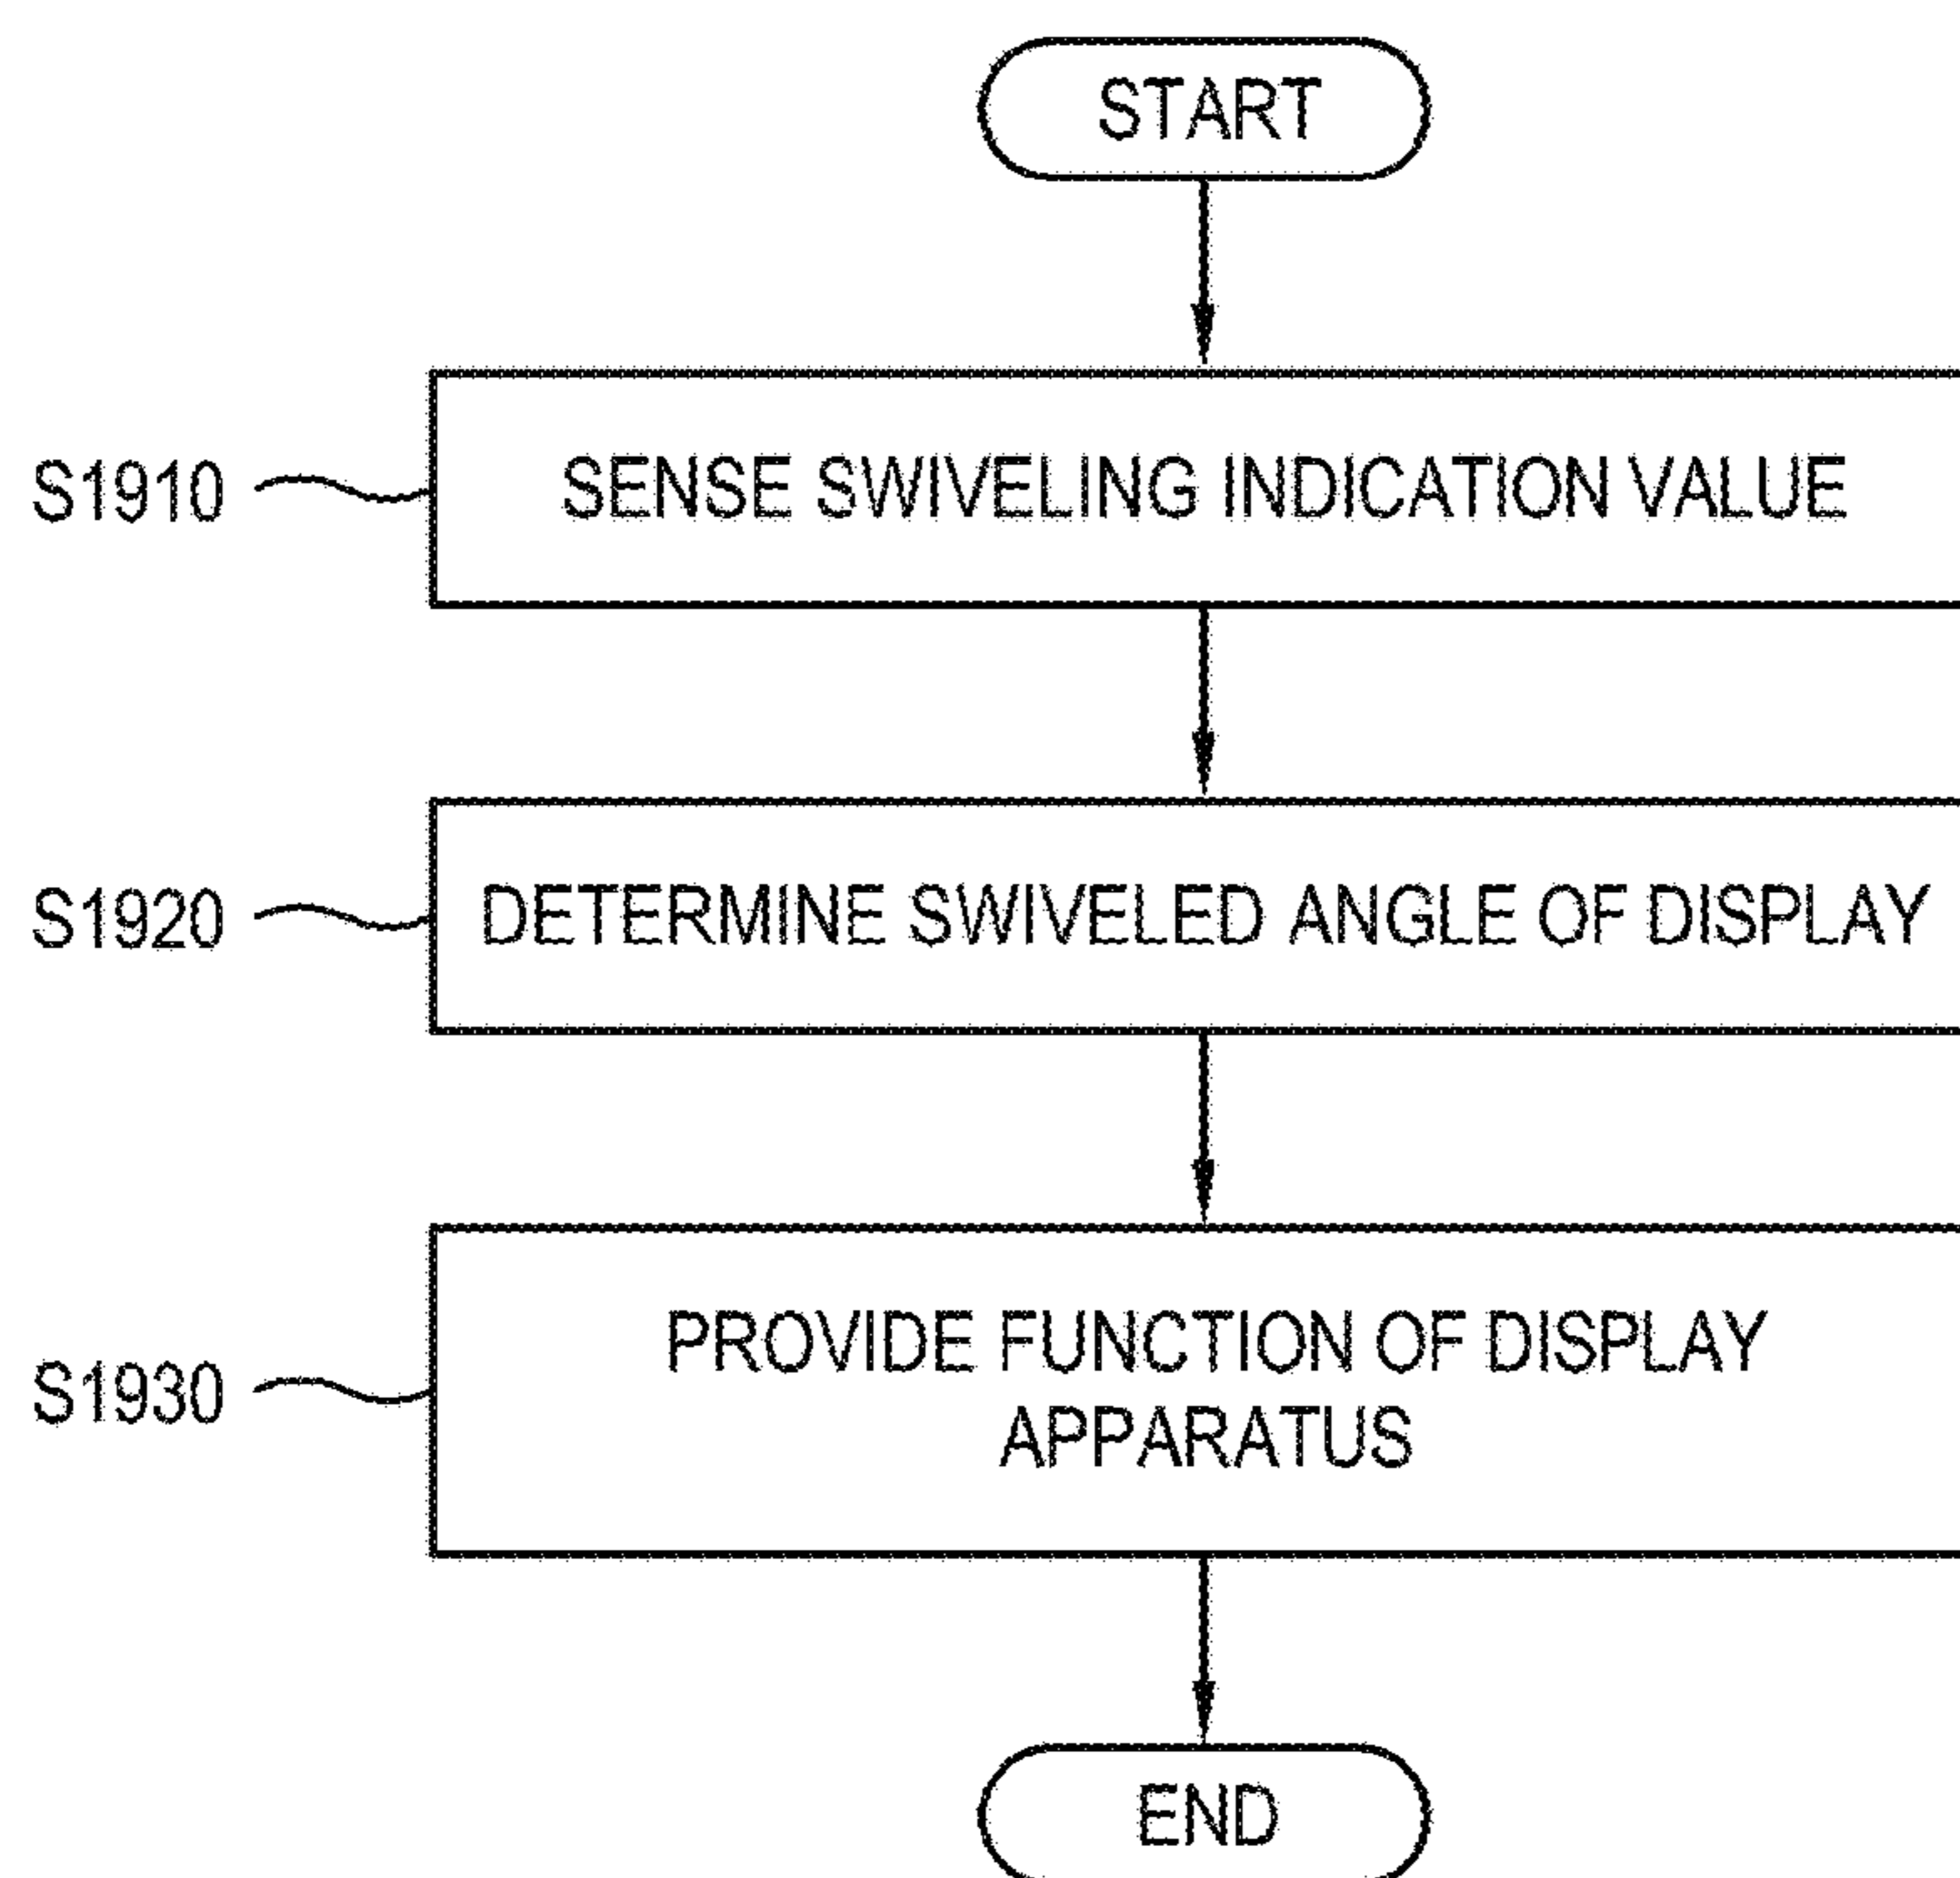 START
S1910
SENSE SWIVELING INDICATION VALUE
S1920
DETERMINE SWIVELED ANGLE OF DISPLAY
S1930
PROVIDE FUNCTION OF DISPLAY
APPARATUS
END